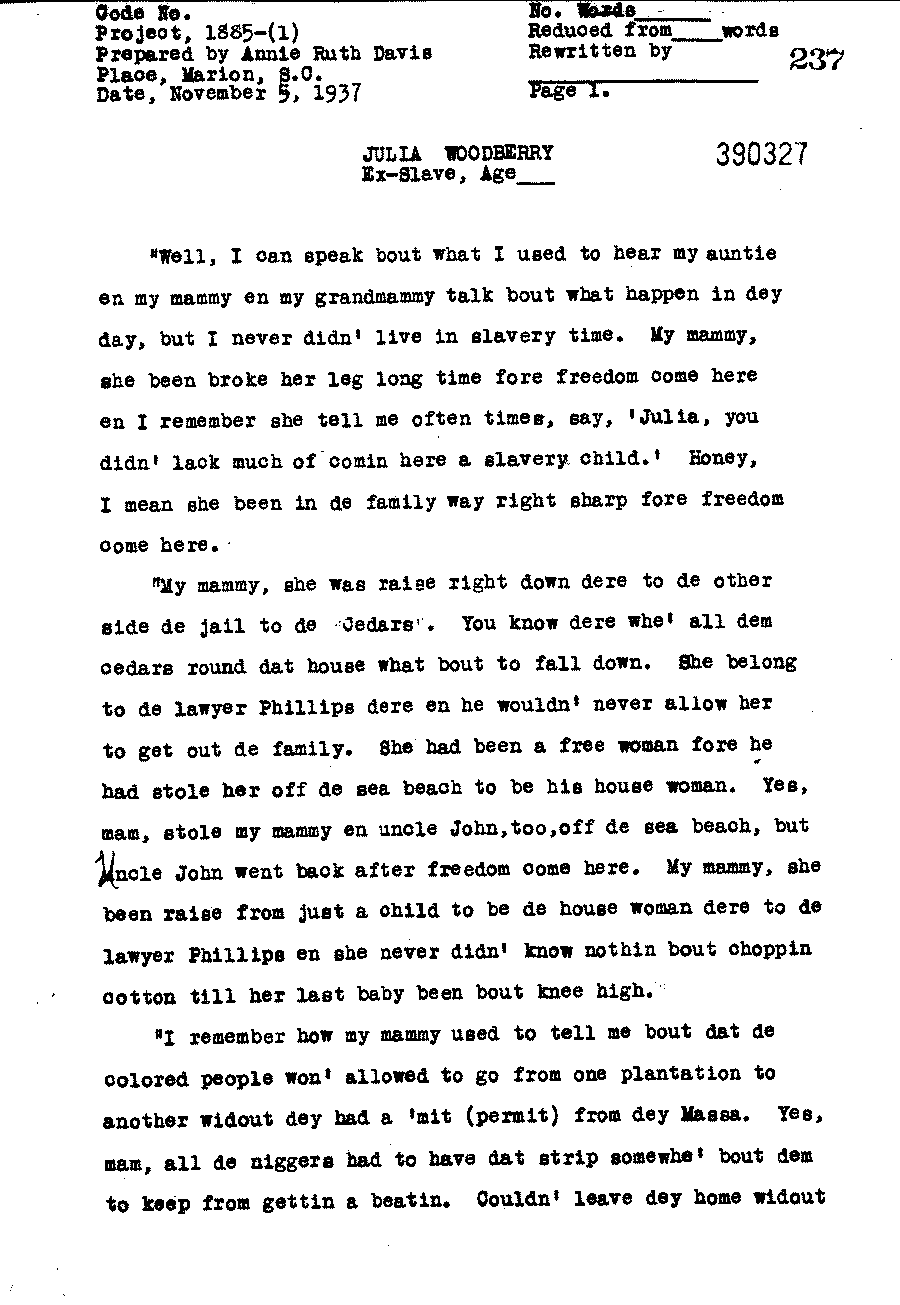 Code No.
Project, 1885-(1)
Prepared by Annie Ruth Davis
Place, Marion, S.C.
Date, November 5, 1937
No. Words
Reduced from____words
Rewritten by
237
Page 1.
JULIA WOODBERRY
Ex-Slave, Age___
390327
"Well, I can speak bout what I used to hear my auntie
en my mammy en my grandmammy talk bout what happen in dey
day, but I never didn' live in slavery time. My mammy,
she been broke her leg long time fore freedom come here
en I remember she tell me often times, say, 'Julia, you
didn' lack much of comin here a slavery child.' Honey,
I mean she been in de family way right sharp fore freedom
come here.
"My mammy, she was raise right down dere to de other
side de jail to de "Cedars". You know dere whe' all dem
cedars round dat house what bout to fall down. She belong
to de lawyer Phillips dere en he wouldn' never allow her
to get out de family. She had been a free woman fore he
had stole her off de sea beach to be his house woman. Yes,
mam, stole my mammy en uncle John,too,off de sea beach, but
Uncle John went back after freedom come here. My mammy, she
been raise from just a child to be de house woman dere to de
lawyer Phillips en she never didn' know nothin bout choppin
cotton till her last baby been bout knee high.
"I remember how my mammy used to tell me bout dat de
colored people won' allowed to go from one plantation to
another widout dey had a 'mit (permit) from dey Massa. Yes,
mam, all de niggers had to have dat strip somewhe' bout dem
to keep from gettin a beatin. Couldn' leave dey home widout